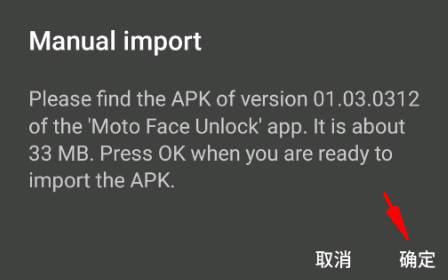 Manual import
Please find the APK of version 01.03.0312
of the 'Moto Face Unlock' app. It is about
33 MB. Press OK when you are ready to
import the APK.
取消 确定